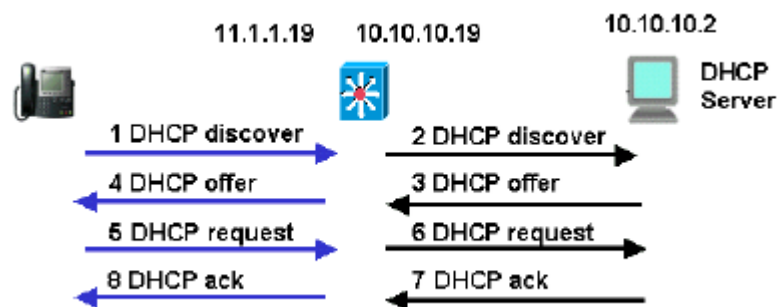 11.1.1.19 10.10.10.19 10.10.10.2
DHCP
Server
1 DHCP discover 2 DHCP discover
4 DHCP offer 3 DHCP offer
5 DHCP request 6 DHCP request
8 DHCP ack 7 DHCP ack